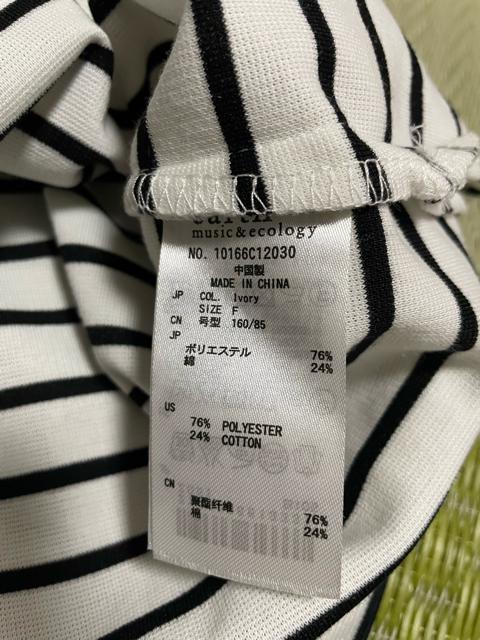 earth
music&ecology
NO. 10166C12030
中国製
MADE IN CHINA
JP COL. Ivory
SIZE F
CN 号型 160/85
JP
ポリエステル 76%
綿 24%
US
76% POLYESTER
24% COTTON
CN
聚酯纤维 76%
棉 24%